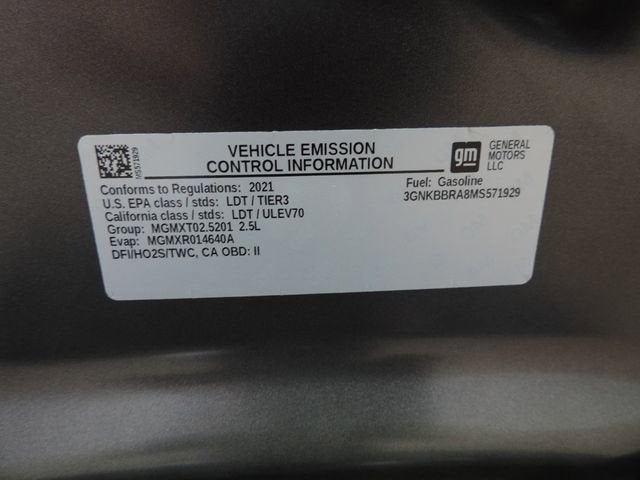 MS571929
VEHICLE EMISSION
CONTROL INFORMATION
gm
GENERAL
MOTORS
LLC
Conforms to Regulations: 2021
U.S. EPA class / stds: LDT / TIER3
California class / stds: LDT / ULEV70
Group: MGMXT02.5201 2.5L
Evap: MGMXR014640A
DFI/HO2S/TWC, CA OBD: II
Fuel: Gasoline
3GNKBBRA8MS571929